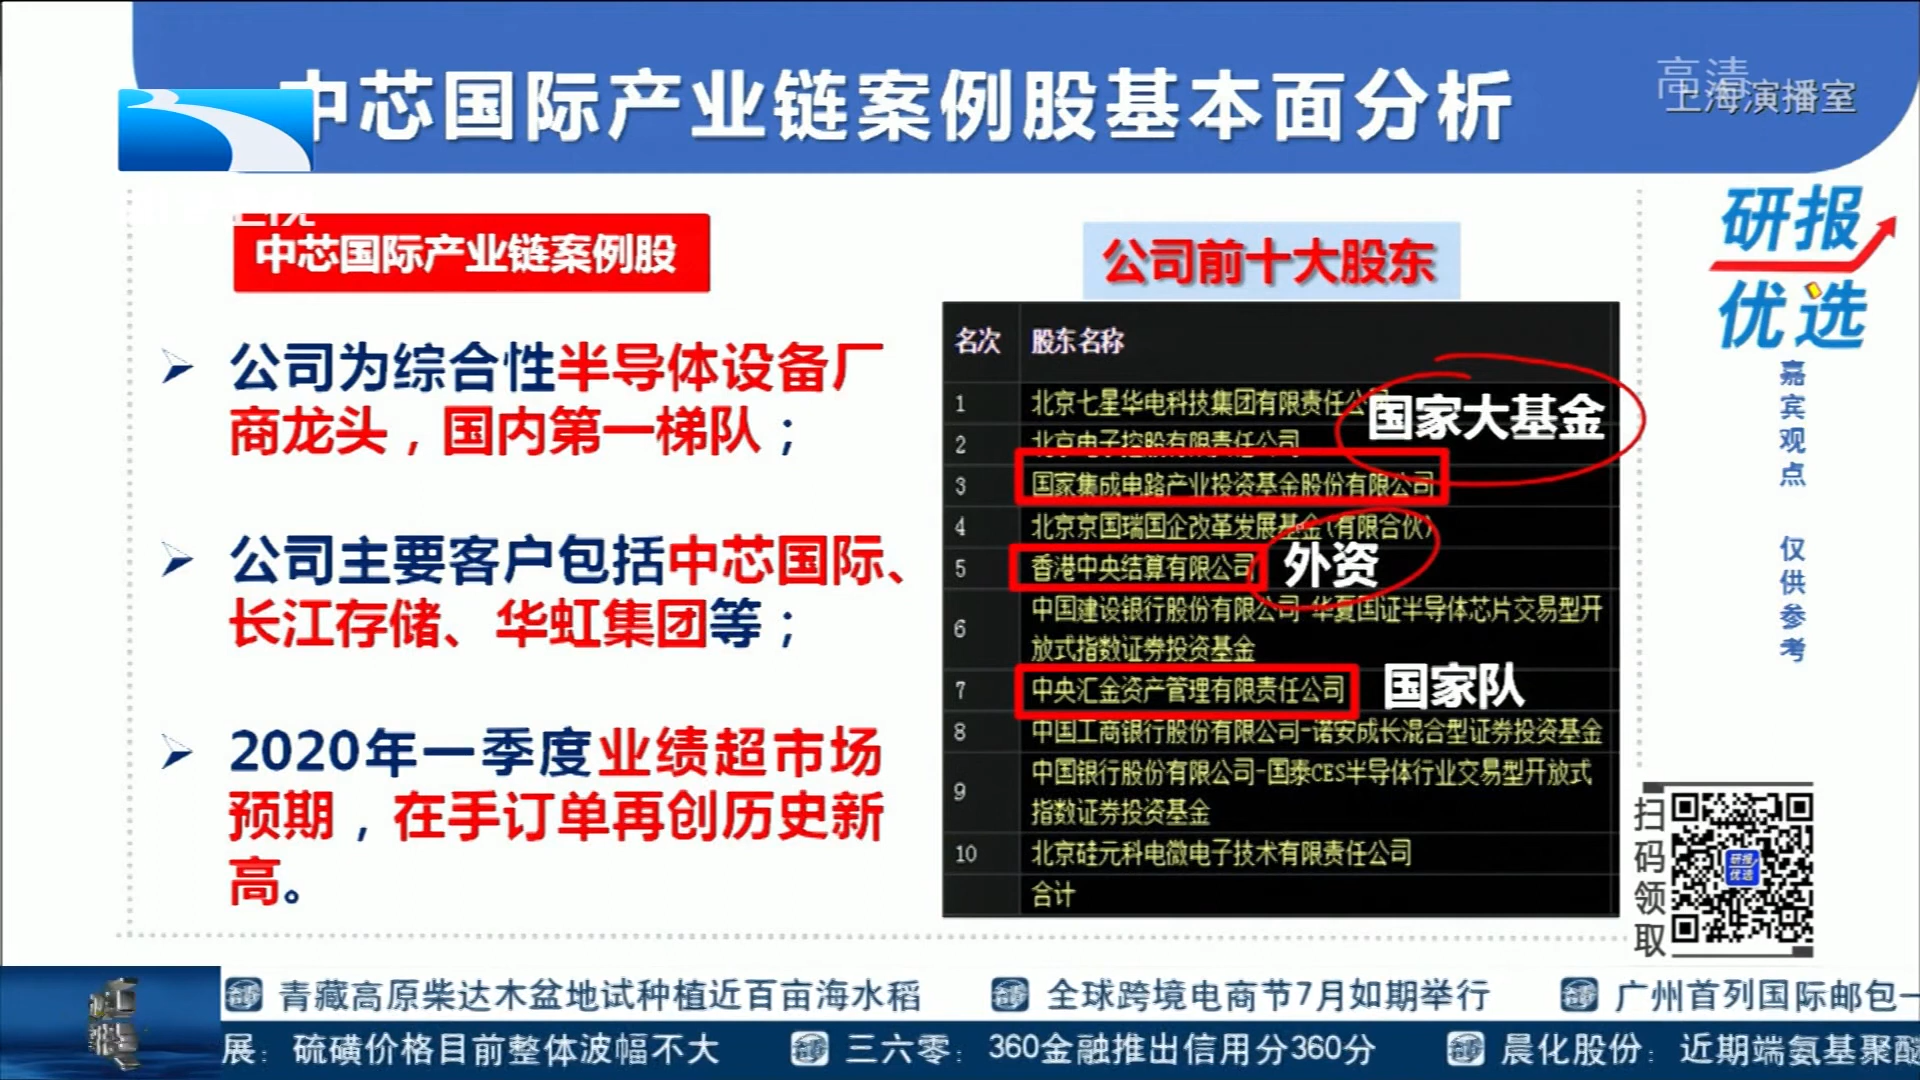 中芯国际产业链案例股基本面分析
高清
上海演播室
中芯国际产业链案例股
公司为综合性半导体设备厂
商龙头，国内第一梯队；
公司主要客户包括中芯国际、
长江存储、华虹集团等；
2020年一季度业绩超市场
预期，在手订单再创历史新
高。
公司前十大股东
名次 股东名称
1 北京七星华电科技集团有限责任公司
国家大基金
2 北京电子控股有限责任公司
3 国家集成电路产业投资基金股份有限公司
4 北京京国瑞国企改革发展基金(有限合伙)
5 香港中央结算有限公司
外资
6 中国建设银行股份有限公司-华夏国证半导体芯片交易型开
放式指数证券投资基金
7 中央汇金资产管理有限责任公司
国家队
8 中国工商银行股份有限公司-诺安成长混合型证券投资基金
9 中国银行股份有限公司-国泰CES半导体行业交易型开放式
指数证券投资基金
10 北京硅元科电微电子技术有限责任公司
合计
研报
优选
嘉宾观点 仅供参考
扫码领取
研报
优选
青藏高原柴达木盆地试种植近百亩海水稻 全球跨境电商节7月如期举行 广州首列国际邮包
展：硫磺价格目前整体波幅不大 三六零：360金融推出信用分360分 晨化股份：近期端氨基聚醚